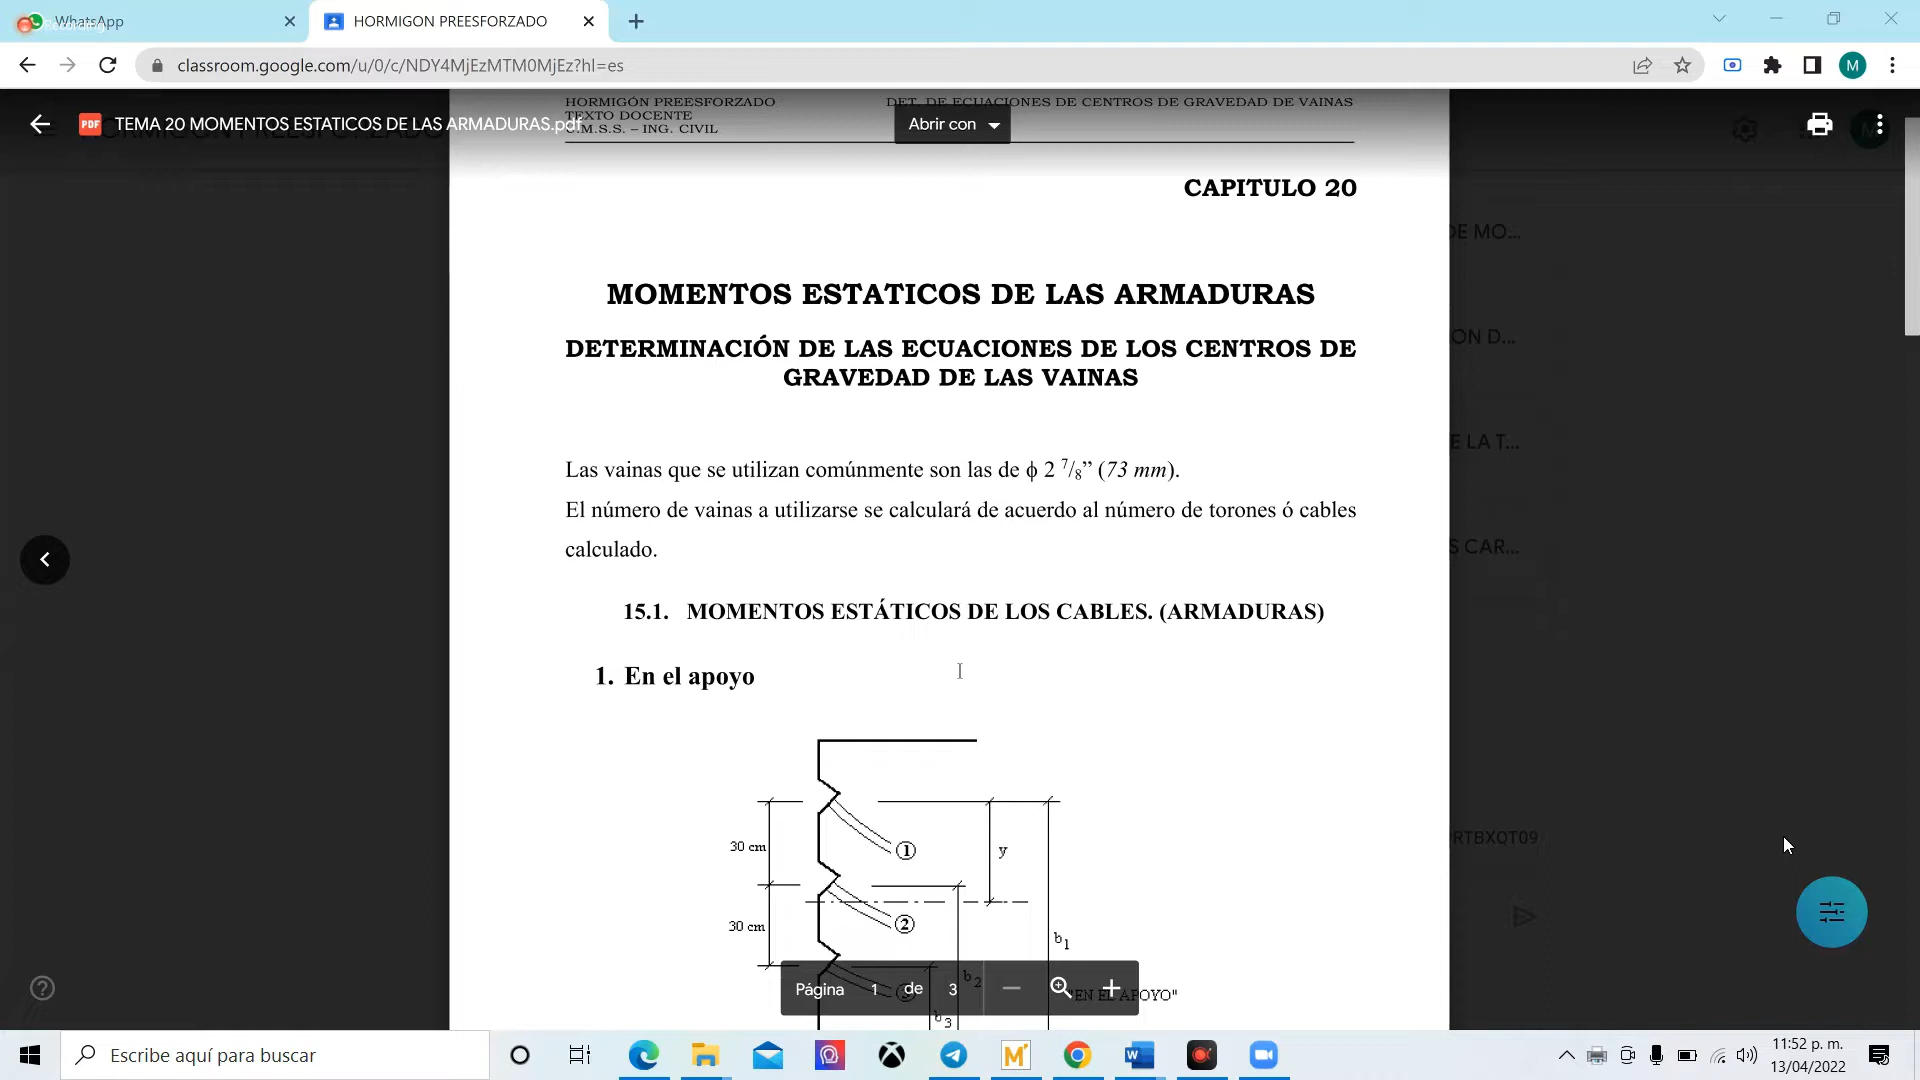 WhatsApp
HORMIGON PREESFORZADO
classroom.google.com/u/0/c/NDY4MjEzMTM0MjEz?hl=es
M
HORMIGÓN PREESFORZADO
DET. DE ECUACIONES DE CENTROS DE GRAVEDAD DE VAINAS
TEXTO DOCENTE
U.M.S.S. – ING. CIVIL
PDF
TEMA 20 MOMENTOS ESTATICOS DE LAS ARMADURAS.pdf
Abrir con
CAPITULO 20
MOMENTOS ESTATICOS DE LAS ARMADURAS
DETERMINACIÓN DE LAS ECUACIONES DE LOS CENTROS DE
GRAVEDAD DE LAS VAINAS
Las vainas que se utilizan comúnmente son las de ϕ 2 7/8” (73 mm).
El número de vainas a utilizarse se calculará de acuerdo al número de torones ó cables
calculado.
15.1. MOMENTOS ESTÁTICOS DE LOS CABLES. (ARMADURAS)
1. En el apoyo
30 cm
1
y
30 cm
2
b1
b2
b3
"EN EL APOYO"
DE MO...
ON D...
E LA T...
S CAR...
RTBXQT09
Página 1 de 3
Escribe aquí para buscar
11:52 p. m.
13/04/2022